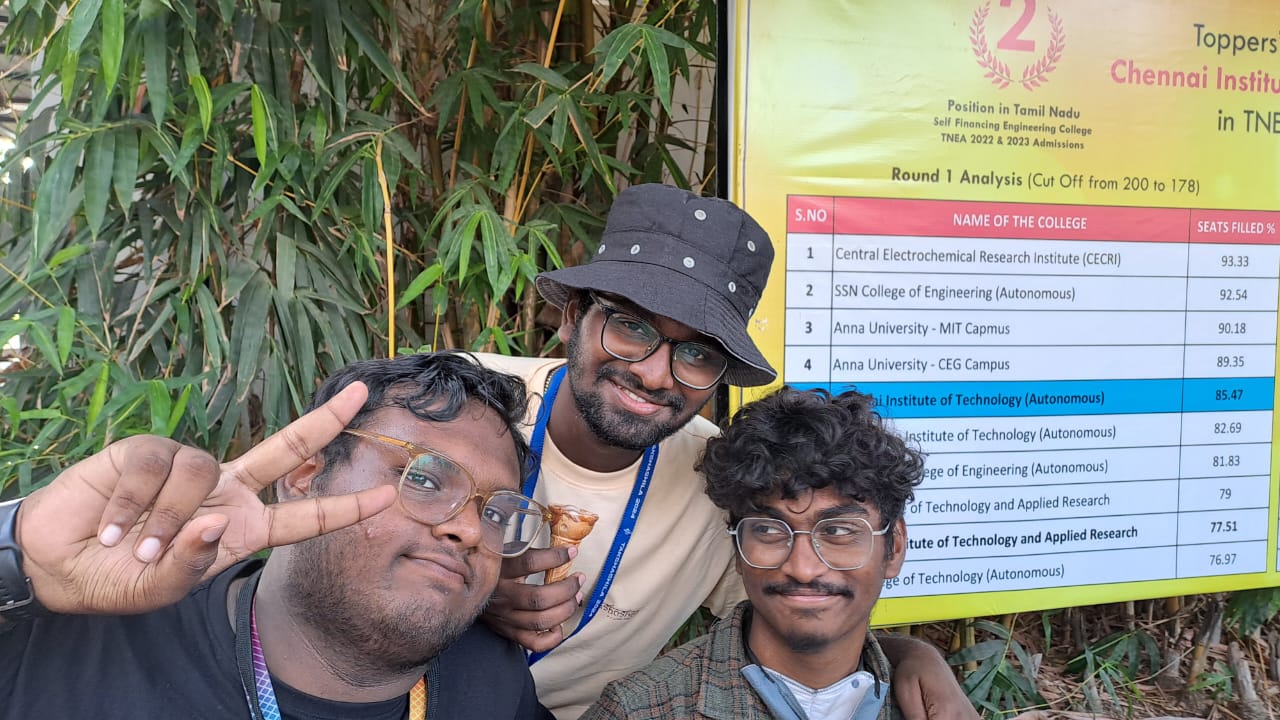 2
Toppers'
Chennai Institu
Position in Tamil Nadu
Self Financing Engineering College
in TNE
TNEA 2022 & 2023 Admissions
Round 1 Analysis (Cut Off from 200 to 178)
S.NO NAME OF THE COLLEGE SEATS FILLED %
1 Central Electrochemical Research Institute (CECRI) 93.33
2 SSN College of Engineering (Autonomous) 92.54
3 Anna University - MIT Capmus 90.18
4 Anna University - CEG Campus 89.35
Institute of Technology (Autonomous) 85.47
Institute of Technology (Autonomous) 82.69
ege of Engineering (Autonomous) 81.83
of Technology and Applied Research 79
itute of Technology and Applied Research 77.51
ge of Technology (Autonomous) 76.97
TAKSHASHILA 2024
TAKSHASHILA 2024